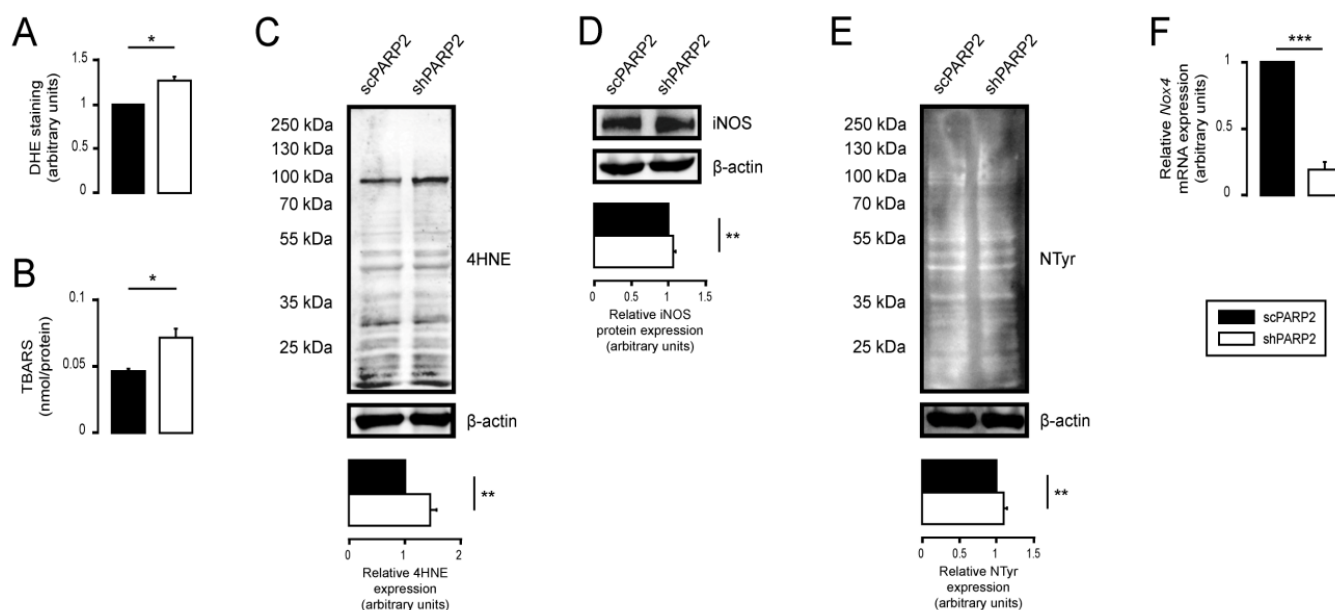 A
DHE staining
(arbitrary units)
1.5
1
0.5
0
*
B
TBARS
(nmol/protein)
0.1
0.05
0
*
C
scPARP2
shPARP2
250 kDa
130 kDa
100 kDa
70 kDa
55 kDa
35 kDa
25 kDa
4HNE
β-actin
**
0 1 2
Relative 4HNE
expression
(arbitrary units)
D
scPARP2
shPARP2
iNOS
β-actin
**
0 0.5 1 1.5
Relative iNOS
protein expression
(arbitrary units)
E
scPARP2
shPARP2
250 kDa
130 kDa
100 kDa
70 kDa
55 kDa
35 kDa
25 kDa
NTyr
β-actin
**
0 0.5 1 1.5
Relative NTyr
expression
(arbitrary units)
F
Relative Nox4
mRNA expression
(arbitrary units)
1
0
***
scPARP2
shPARP2